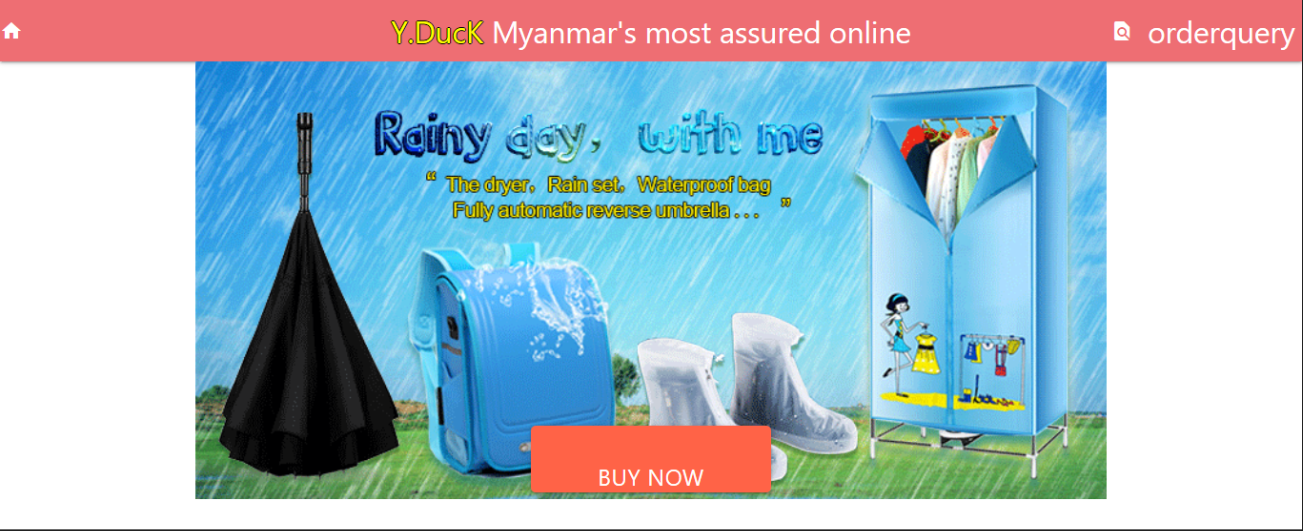 Y.DucK Myanmar's most assured online
orderquery
Rainy day, with me
“ The dryer, Rain set, Waterproof bag
Fully automatic reverse umbrella . . . ”
BUY NOW